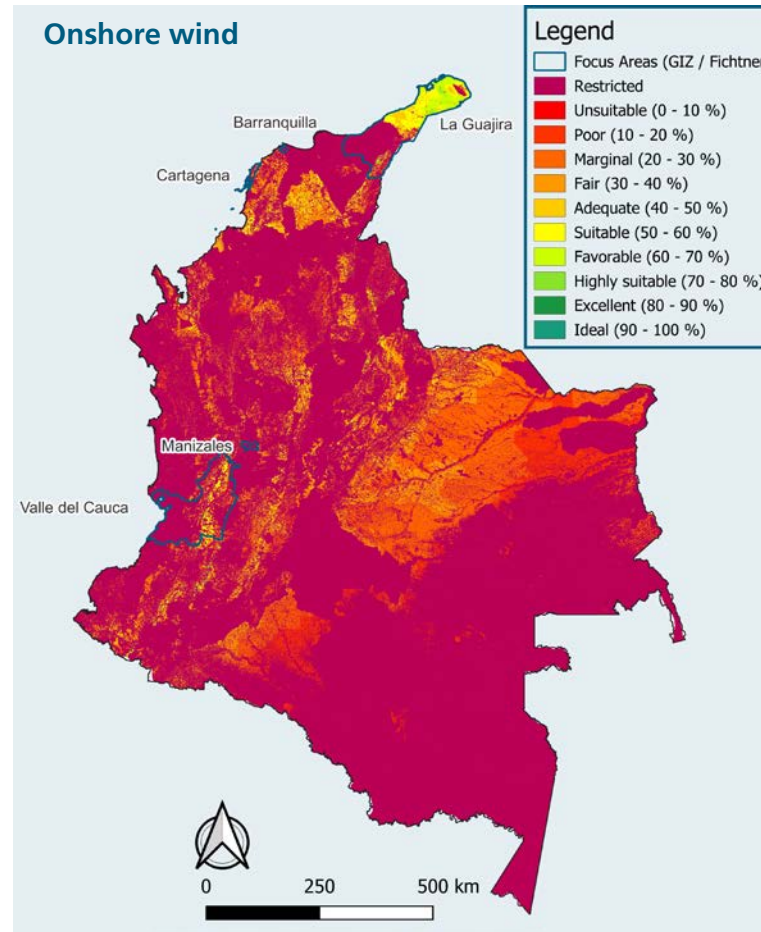 Onshore wind
Legend
Focus Areas (GIZ / Fichtner
Restricted
Unsuitable (0 - 10 %)
Poor (10 - 20 %)
Marginal (20 - 30 %)
Fair (30 - 40 %)
Adequate (40 - 50 %)
Suitable (50 - 60 %)
Favorable (60 - 70 %)
Highly suitable (70 - 80 %)
Excellent (80 - 90 %)
Ideal (90 - 100 %)
Barranquilla
La Guajira
Cartagena
Manizales
Valle del Cauca
0 250 500 km